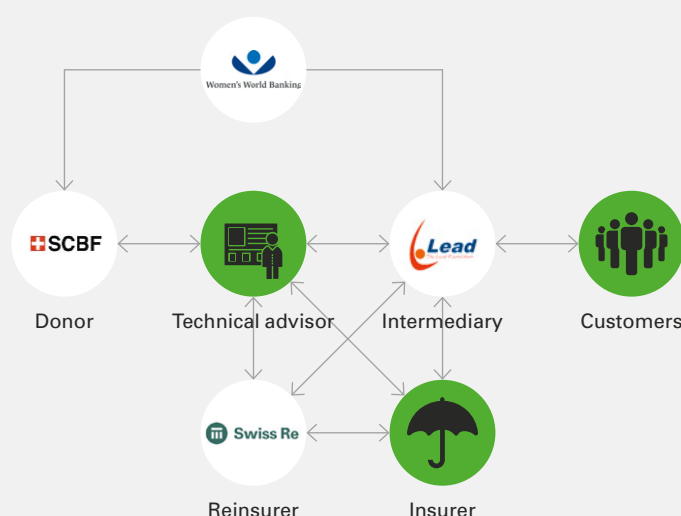 Women's World Banking
SCBF
Lead
Donor
Technical advisor
Intermediary
Customers
Swiss Re
Reinsurer
Insurer